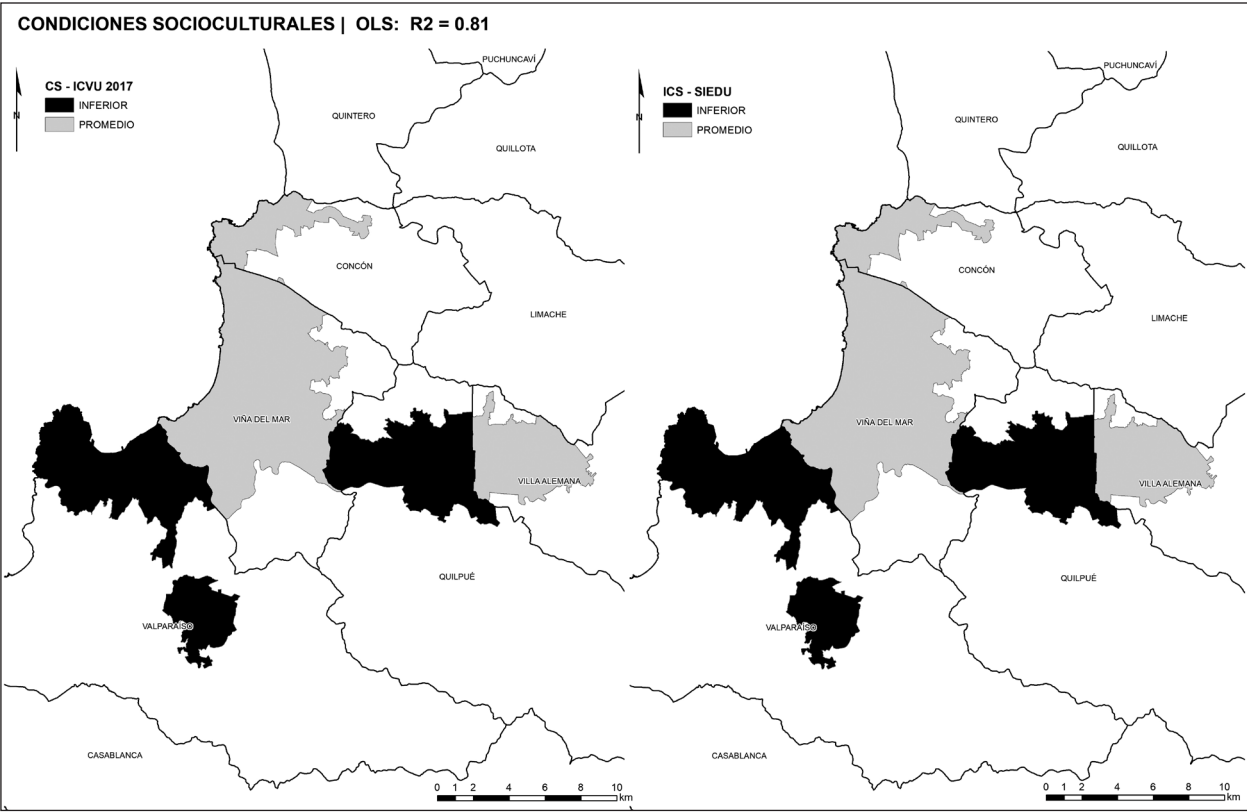 CONDICIONES SOCIOCULTURALES | OLS: R2 = 0.81
N
CS - ICVU 2017
INFERIOR
PROMEDIO
PUCHUNCAVÍ
QUINTERO
QUILLOTA
CONCÓN
LIMACHE
VIÑA DEL MAR
VILLA ALEMANA
QUILPUÉ
VALPARAÍSO
CASABLANCA
0 1 2 4 6 8 10
km
N
ICS - SIEDU
INFERIOR
PROMEDIO
PUCHUNCAVÍ
QUINTERO
QUILLOTA
CONCÓN
LIMACHE
VIÑA DEL MAR
VILLA ALEMANA
QUILPUÉ
VALPARAÍSO
CASABLANCA
0 1 2 4 6 8 10
km